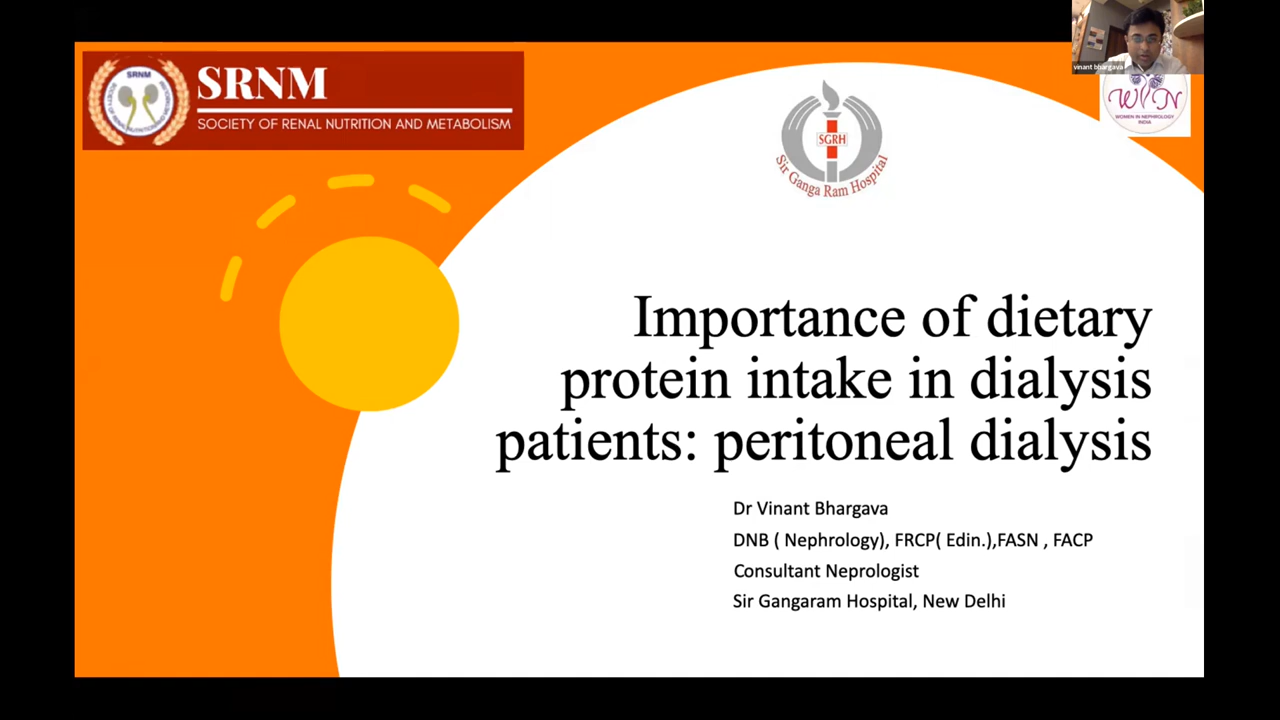 SRNM
SRNM
SOCIETY OF RENAL NUTRITION AND METABOLISM
SGRH
Sir Ganga Ram Hospital
vinant bhargava
WIN
WOMEN IN NEPHROLOGY
INDIA
Importance of dietary
protein intake in dialysis
patients: peritoneal dialysis
Dr Vinant Bhargava
DNB ( Nephrology), FRCP( Edin.),FASN , FACP
Consultant Neprologist
Sir Gangaram Hospital, New Delhi